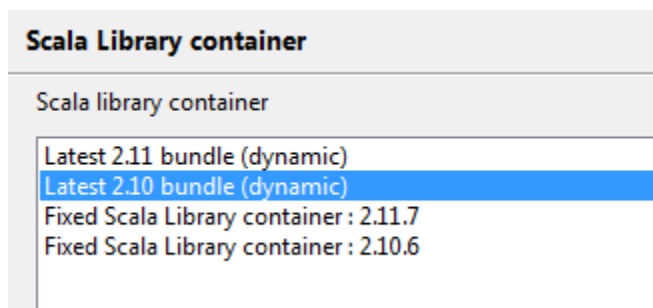 Scala Library container
Scala library container
Latest 2.11 bundle (dynamic)
Latest 2.10 bundle (dynamic)
Fixed Scala Library container : 2.11.7
Fixed Scala Library container : 2.10.6